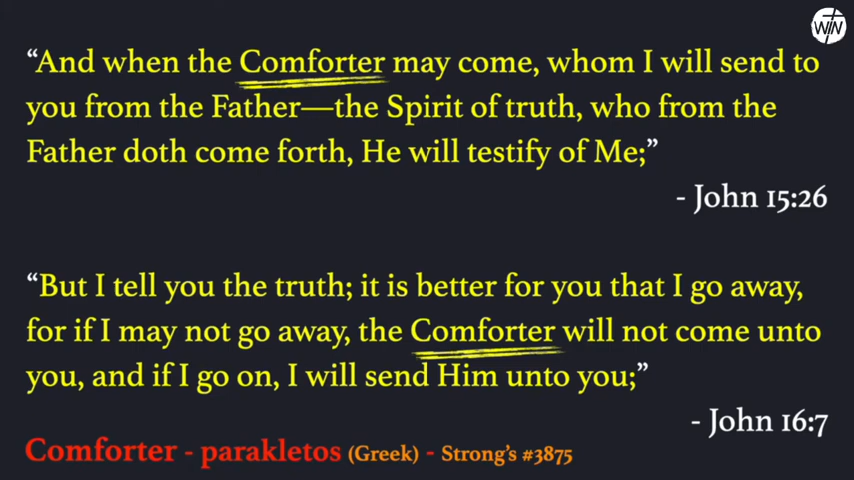 WIN
“And when the Comforter may come, whom I will send to
you from the Father—the Spirit of truth, who from the
Father doth come forth, He will testify of Me;”
- John 15:26
“But I tell you the truth; it is better for you that I go away,
for if I may not go away, the Comforter will not come unto
you, and if I go on, I will send Him unto you;”
- John 16:7
Comforter - parakletos (Greek) - Strong’s #3875